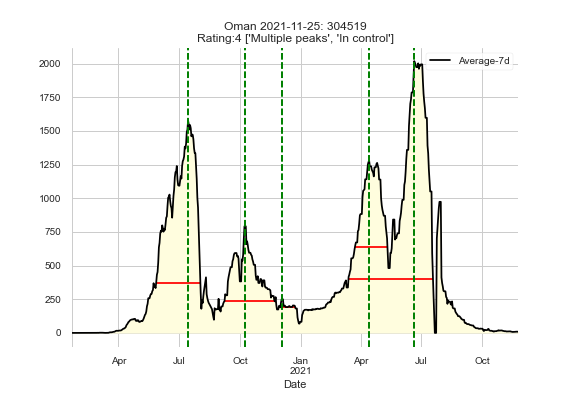 Oman 2021-11-25: 304519
Rating:4 ['Multiple peaks', 'In control']
Average-7d
2000
1750
1500
1250
1000
750
500
250
0
Apr Jul Oct Jan Apr Jul Oct
2021
Date